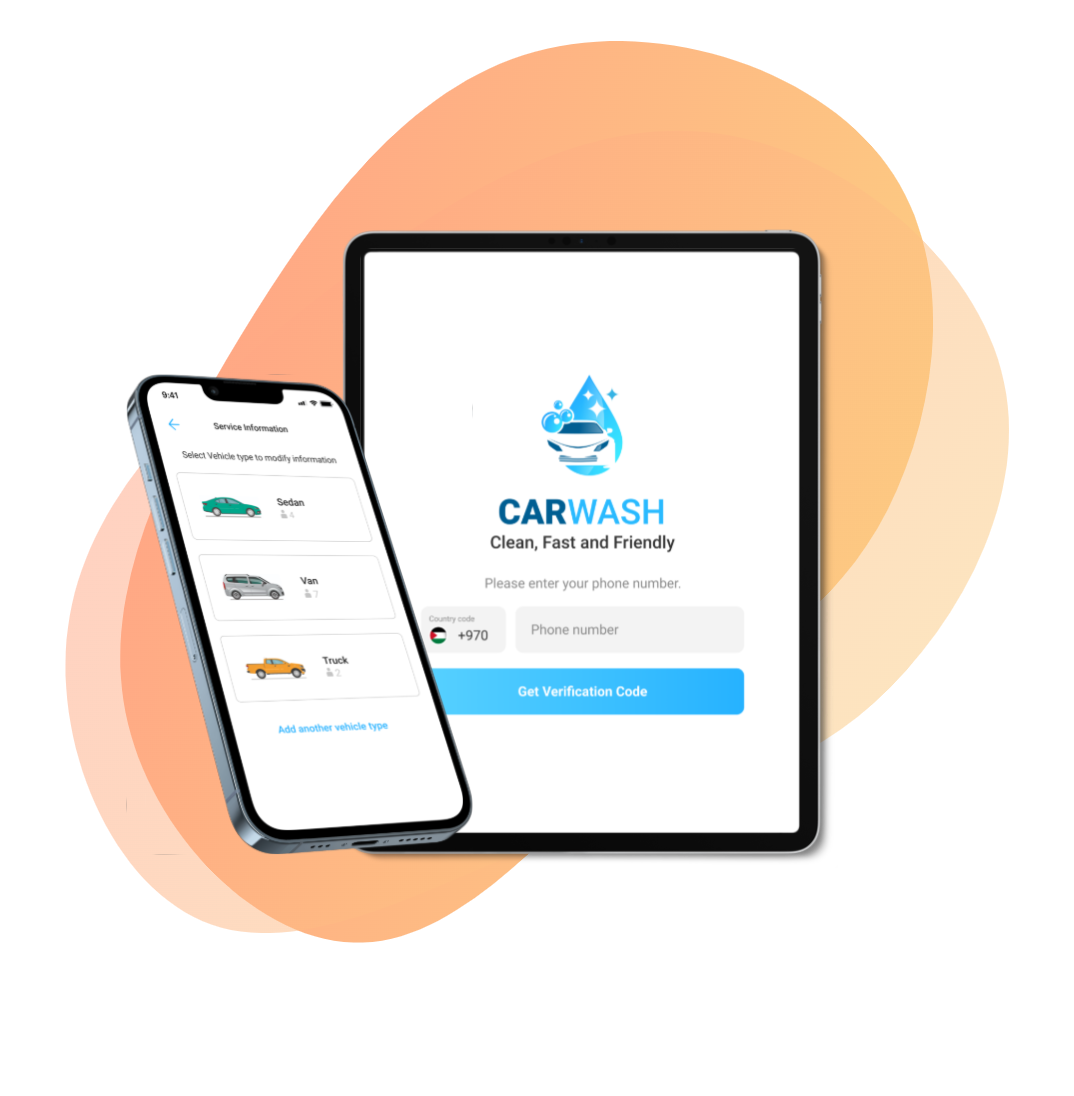 9:41
Service Information
Select Vehicle type to modify information
Sedan
4
Van
7
Truck
2
Add another vehicle type
CARWASH
Clean, Fast and Friendly
Please enter your phone number.
Country code
+970
Phone number
Get Verification Code